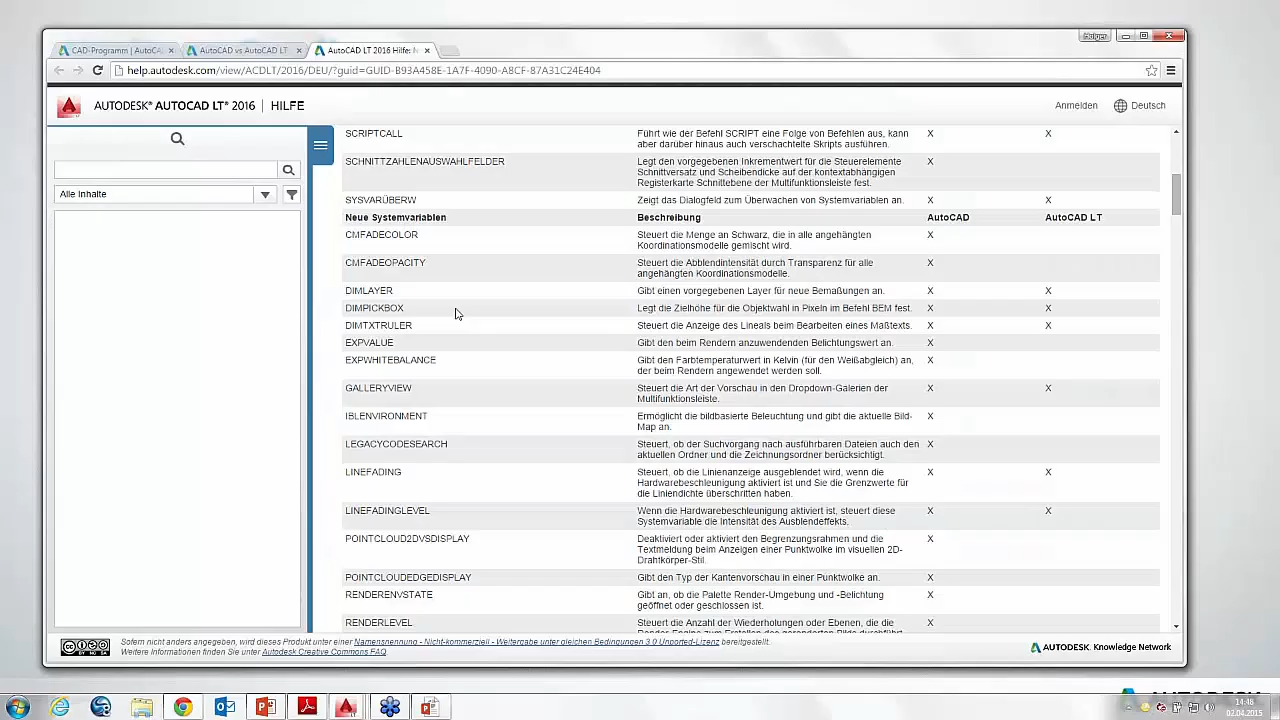 Holger
CAD-Programm | AutoCA
AutoCAD vs AutoCAD LT
AutoCAD LT 2016 Hilfe: N
help.autodesk.com/view/ACDLT/2016/DEU/?guid=GUID-B93A458E-1A7F-4090-A8CF-87A31C24E404
AUTODESK® AUTOCAD LT® 2016 | HILFE
Anmelden
Deutsch
Alle Inhalte
SCRIPTCALL Führt wie der Befehl SCRIPT eine Folge von Befehlen aus, kann X X
aber darüber hinaus auch verschachtelte Skripts ausführen.
SCHNITTZAHLENAUSWAHLFELDER Legt den vorgegebenen Inkrementwert für die Steuerelemente X
Schnittversatz und Scheibendicke auf der kontextabhängigen
Registerkarte Schnittebene der Multifunktionsleiste fest.
SYSVARÜBERW Zeigt das Dialogfeld zum Überwachen von Systemvariablen an. X X
Neue Systemvariablen Beschreibung AutoCAD AutoCAD LT
CMFADECOLOR Steuert die Menge an Schwarz, die in alle angehängten X
Koordinationsmodelle gemischt wird.
CMFADEOPACITY Steuert die Abblendintensität durch Transparenz für alle X
angehängten Koordinationsmodelle.
DIMLAYER Gibt einen vorgegebenen Layer für neue Bemaßungen an. X X
DIMPICKBOX Legt die Zielhöhe für die Objektwahl in Pixeln im Befehl BEM fest. X X
DIMTXTRULER Steuert die Anzeige des Lineals beim Bearbeiten eines Maßtexts. X X
EXPVALUE Gibt den beim Rendern anzuwendenden Belichtungswert an. X
EXPWHITEBALANCE Gibt den Farbtemperaturwert in Kelvin (für den Weißabgleich) an, X
der beim Rendern angewendet werden soll.
GALLERYVIEW Steuert die Art der Vorschau in den Dropdown-Galerien der X X
Multifunktionsleiste.
IBLENVIRONMENT Ermöglicht die bildbasierte Beleuchtung und gibt die aktuelle Bild- X
Map an.
LEGACYCODESEARCH Steuert, ob der Suchvorgang nach ausführbaren Dateien auch den X
aktuellen Ordner und die Zeichnungsordner berücksichtigt.
LINEFADING Steuert, ob die Linienanzeige ausgeblendet wird, wenn die X X
Hardwarebeschleunigung aktiviert ist und Sie die Grenzwerte für
die Liniendichte überschritten haben.
LINEFADINGLEVEL Wenn die Hardwarebeschleunigung aktiviert ist, steuert diese X X
Systemvariable die Intensität des Ausblendeffekts.
POINTCLOUD2DVSDISPLAY Deaktiviert oder aktiviert den Begrenzungsrahmen und die X
Textmeldung beim Anzeigen einer Punktwolke im visuellen 2D-
Drahtkörper-Stil.
POINTCLOUDEDGEDISPLAY Gibt den Typ der Kantenvorschau in einer Punktwolke an. X
RENDERENVSTATE Gibt an, ob die Palette Render-Umgebung und -Belichtung X
geöffnet oder geschlossen ist.
RENDERLEVEL Steuert die Anzahl der Wiederholungen oder Ebenen, die die X
Sofern nicht anders angegeben, wird dieses Produkt unter einer Namensnennung - Nicht-kommerziell - Weitergabe unter gleichen Bedingungen 3.0 Unported-Lizenz bereitgestellt.
Weitere Informationen finden Sie unter Autodesk Creative Commons FAQ.
BY NC SA
AUTODESK. Knowledge Network
14:48
02.04.2015